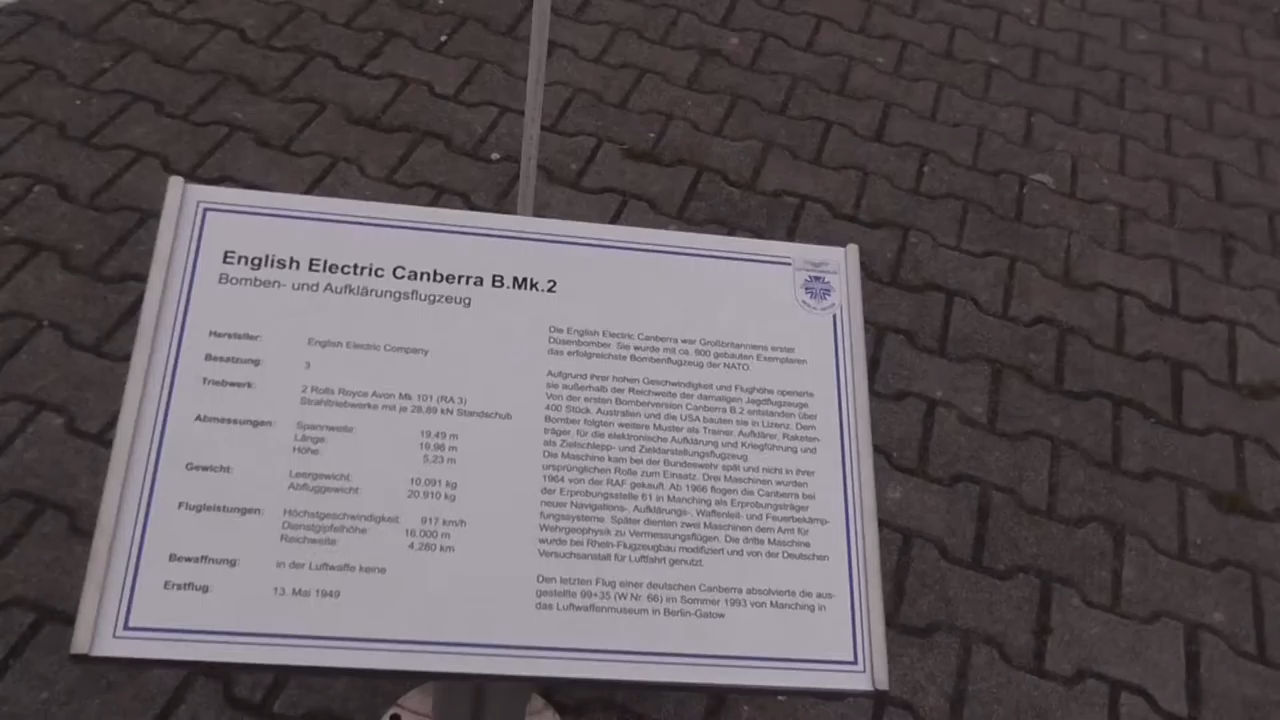 English Electric Canberra B.Mk.2
Bomben- und Aufklärungsflugzeug
Hersteller: English Electric Company
Besatzung: 3
Triebwerk: 2 Rolls Royce Avon Mk 101 (RA 3)
Strahltriebwerke mit je 28,89 kN Standschub
Abmessungen: Spannweite: 19,49 m
Länge: 19,96 m
Höhe: 5,23 m
Gewicht: Leergewicht: 10.091 kg
Abfluggewicht: 20.910 kg
Flugleistungen: Höchstgeschwindigkeit: 917 km/h
Dienstgipfelhöhe: 16.000 m
Reichweite: 4.280 km
Bewaffnung: in der Luftwaffe keine
Erstflug: 13. Mai 1949
Die English Electric Canberra war Großbritanniens erster
Düsenbomber. Sie wurde mit ca. 900 gebauten Exemplaren
das erfolgreichste Bombenflugzeug der NATO.
Aufgrund ihrer hohen Geschwindigkeit und Flughöhe operierte
sie außerhalb der Reichweite der damaligen Jagdflugzeuge.
Von der ersten Bomberversion Canberra B.2 entstanden über
400 Stück. Australien und die USA bauten sie in Lizenz. Dem
Bomber folgten weitere Muster als Trainer, Aufklärer, Raketen-
träger, für die elektronische Aufklärung und Kriegführung und
als Zielschlepp- und Zieldarstellungsflugzeug.
Die Maschine kam bei der Bundeswehr spät und nicht in ihrer
ursprünglichen Rolle zum Einsatz. Drei Maschinen wurden
1964 von der RAF gekauft. Ab 1966 flogen die Canberra bei
der Erprobungsstelle 61 in Manching als Erprobungsträger
neuer Navigations-, Aufklärungs-, Waffenleit- und Feuerbekämp-
fungsysteme. Später dienten zwei Maschinen dem Amt für
Wehrgeophysik zu Vermessungsflügen. Die dritte Maschine
wurde bei Rhein-Flugzeugbau modifiziert und von der Deutschen
Versuchsanstalt für Luftfahrt genutzt.
Den letzten Flug einer deutschen Canberra absolvierte die aus-
gestellte 99+35 (W.Nr. 66) im Sommer 1993 von Manching in
das Luftwaffenmuseum in Berlin-Gatow